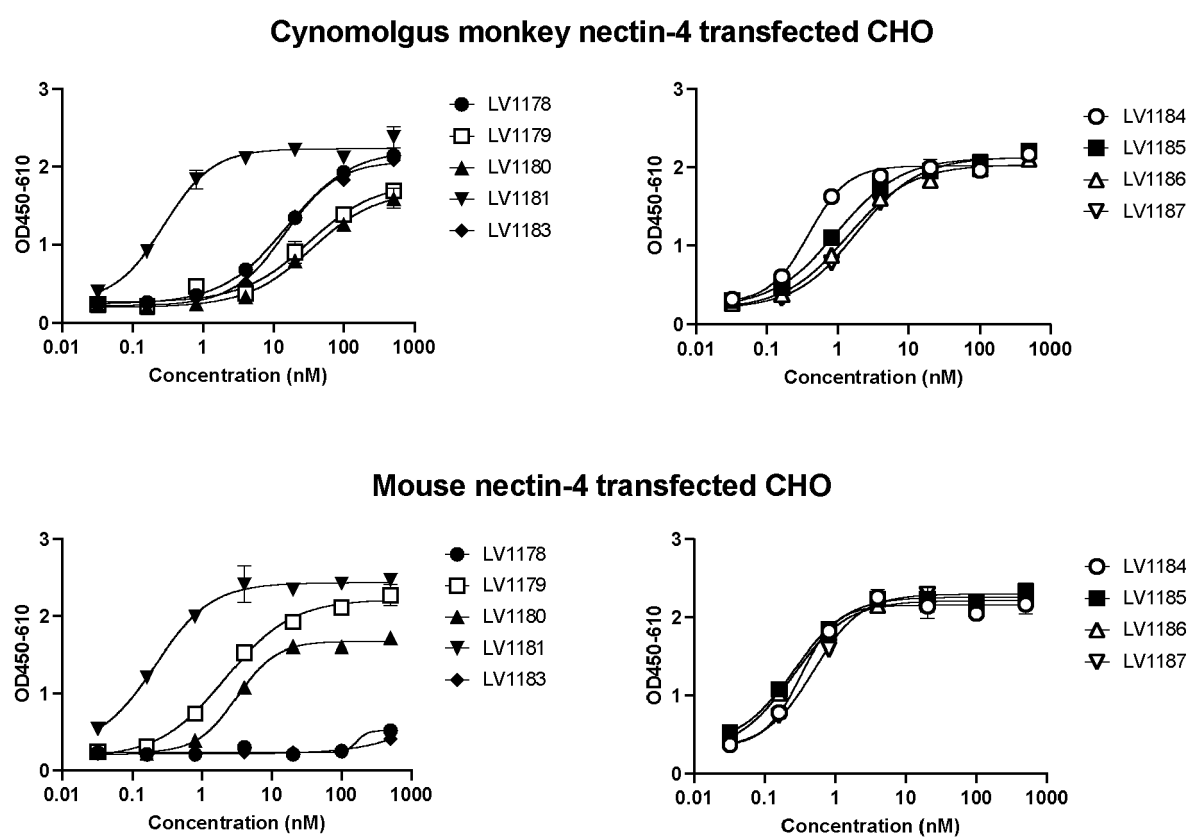 Cynomolgus monkey nectin-4 transfected CHO
3
2
1
0
OD450-610
0.01 0.1 1 10 100 1000
Concentration (nM)
LV1178
LV1179
LV1180
LV1181
LV1183
3
2
1
0
OD450-610
0.01 0.1 1 10 100 1000
Concentration (nM)
LV1184
LV1185
LV1186
LV1187
Mouse nectin-4 transfected CHO
3
2
1
0
OD450-610
0.01 0.1 1 10 100 1000
Concentration (nM)
LV1178
LV1179
LV1180
LV1181
LV1183
3
2
1
0
OD450-610
0.01 0.1 1 10 100 1000
Concentration (nM)
LV1184
LV1185
LV1186
LV1187